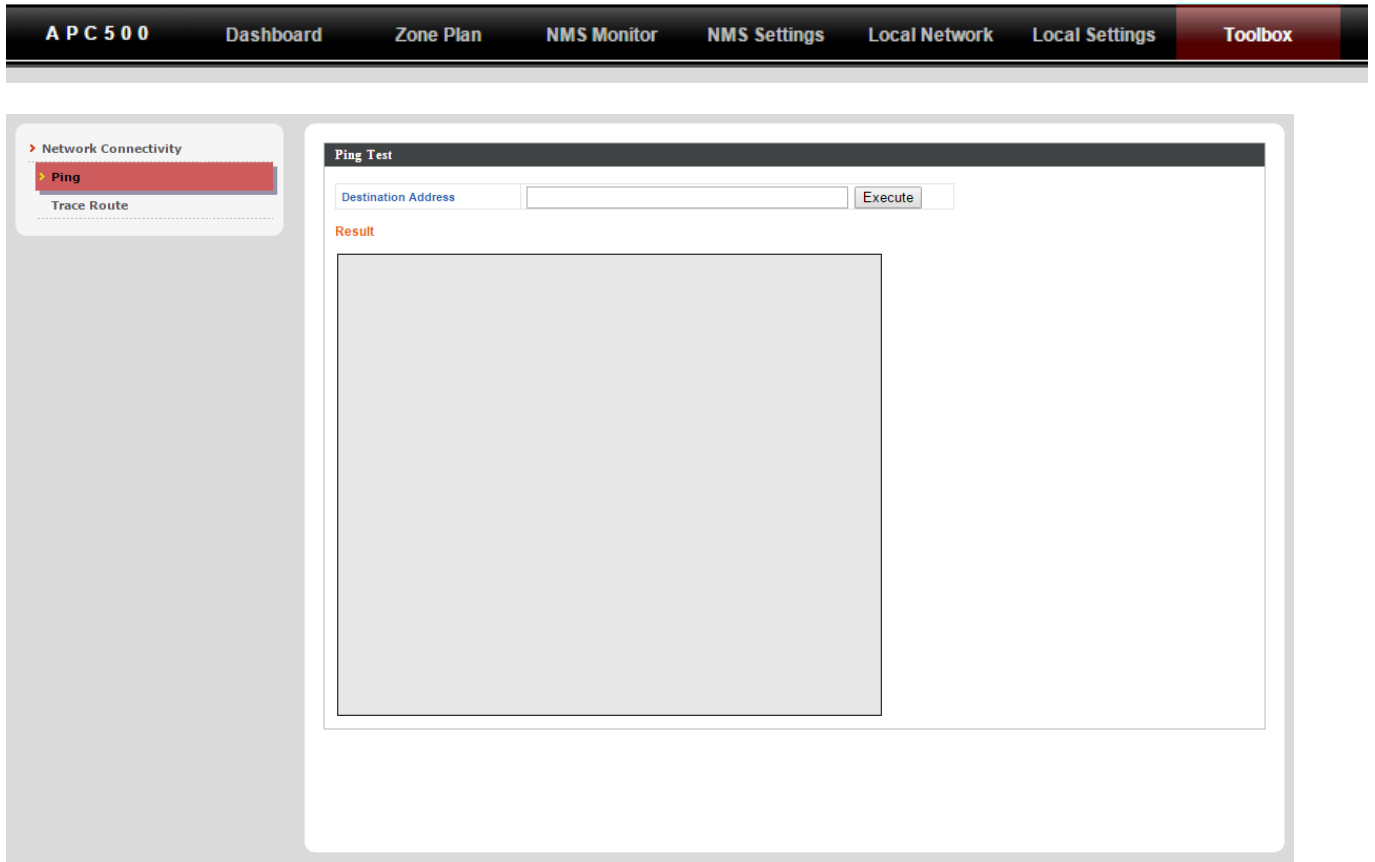 APC500 Dashboard Zone Plan NMS Monitor NMS Settings Local Network Local Settings Toolbox
Network Connectivity
Ping
Trace Route
Ping Test
Destination Address Execute
Result